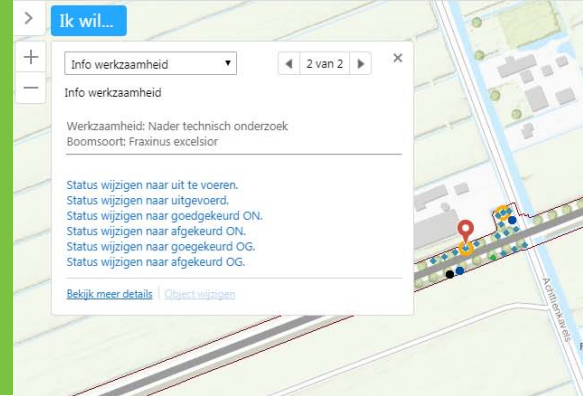 Ik wil...
Info werkzaamheid
2 van 2
Info werkzaamheid
Werkzaamheid: Nader technisch onderzoek
Boomsoort: Fraxinus excelsior
Status wijzigen naar uit te voeren.
Status wijzigen naar uitgevoerd.
Status wijzigen naar goedgekeurd ON.
Status wijzigen naar afgekeurd ON.
Status wijzigen naar goegekeurd OG.
Status wijzigen naar afgekeurd OG.
Bekijk meer details | Object wijzigen
Achttienkavels